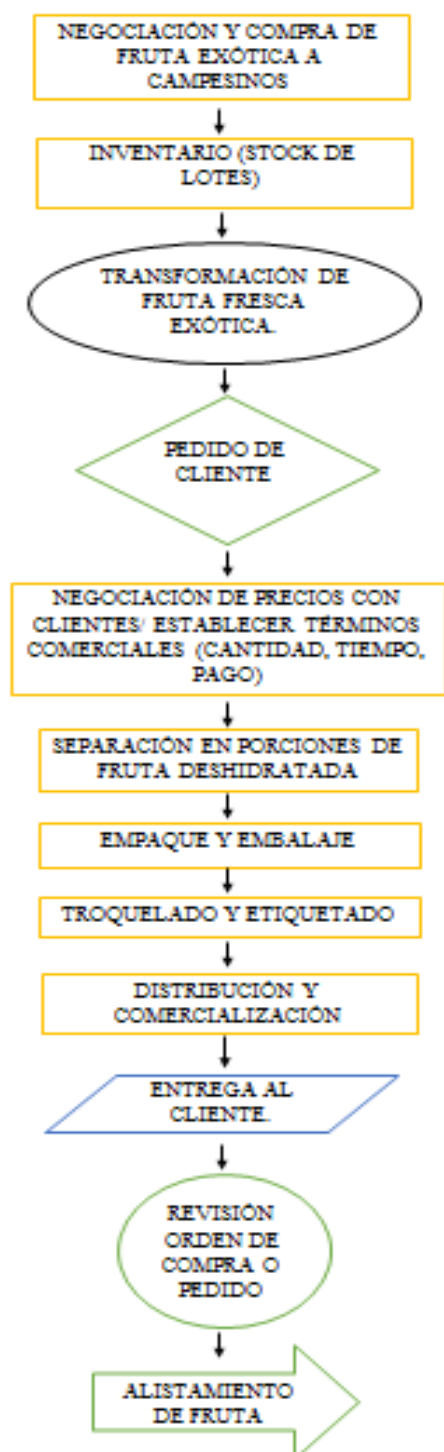 NEGOCIACIÓN Y COMPRA DE
FRUTA EXÓTICA A
CAMPESINOS
INVENTARIO (STOCK DE
LOTES)
TRANSFORMACIÓN DE
FRUTA FRESCA
EXÓTICA.
PEDIDO DE
CLIENTE
NEGOCIACIÓN DE PRECIOS CON
CLIENTES/ ESTABLECER TÉRMINOS
COMERCIALES (CANTIDAD, TIEMPO,
PAGO)
SEPARACIÓN EN PORCIONES DE
FRUTA DESHIDRATADA
EMPAQUE Y EMBALAJE
TROQUELADO Y ETIQUETADO
DISTRIBUCIÓN Y
COMERCIALIZACIÓN
ENTREGA AL
CLIENTE.
REVISIÓN
ORDEN DE
COMPRA O
PEDIDO
ALISTAMIENTO
DE FRUTA